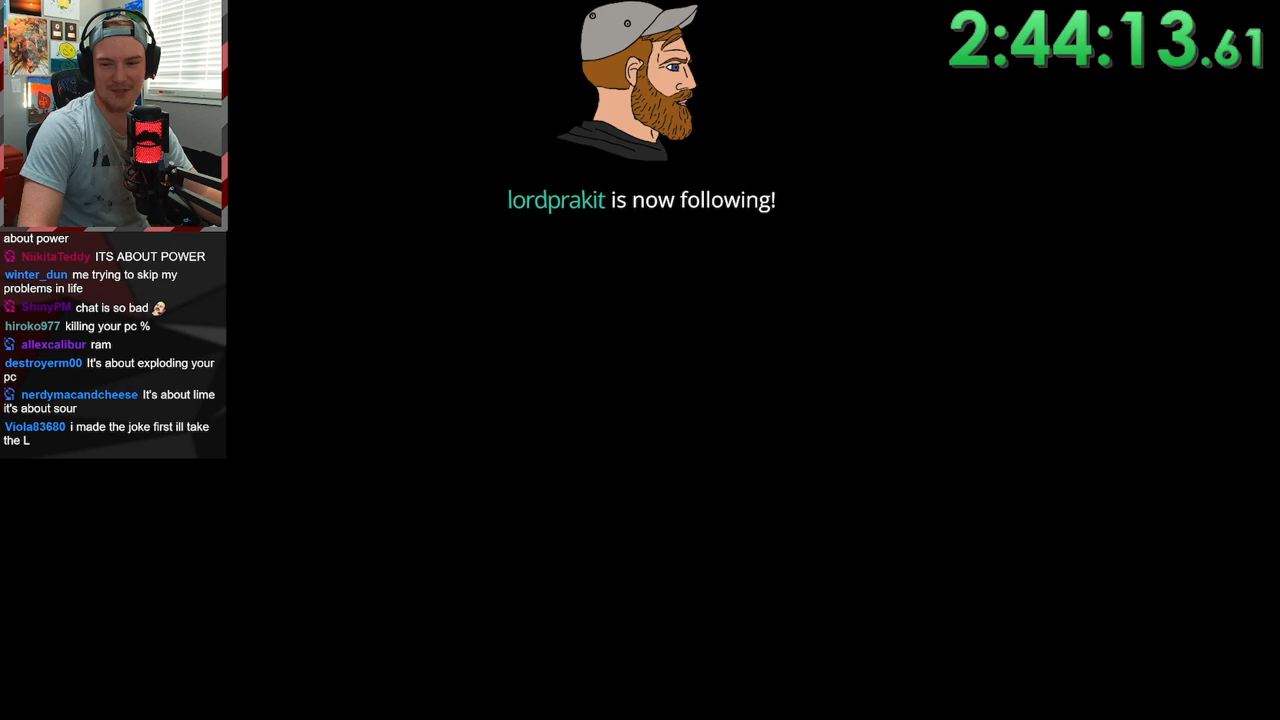 2:44:13.61
lordprakit is now following!
about power
NiikitaTeddy ITS ABOUT POWER
winter_dun me trying to skip my
problems in life
ShinyPM chat is so bad
hiroko977 killing your pc %
allexcalibur ram
destroyerm00 It's about exploding your
pc
nerdymacandcheese It's about lime
it's about sour
Viola83680 i made the joke first ill take
the L